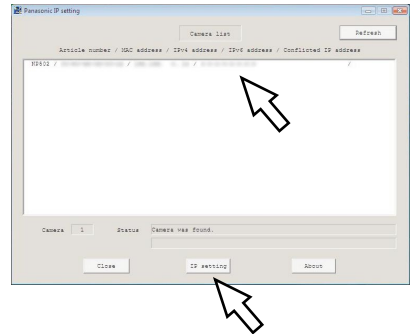 Panasonic IP setting
Camera list
Refresh
Article number / MAC address / IPv4 address / IPv6 address / Conflicted IP address
NP502 / / / /
Camera 1 Status Camera was found.
Close IP setting About